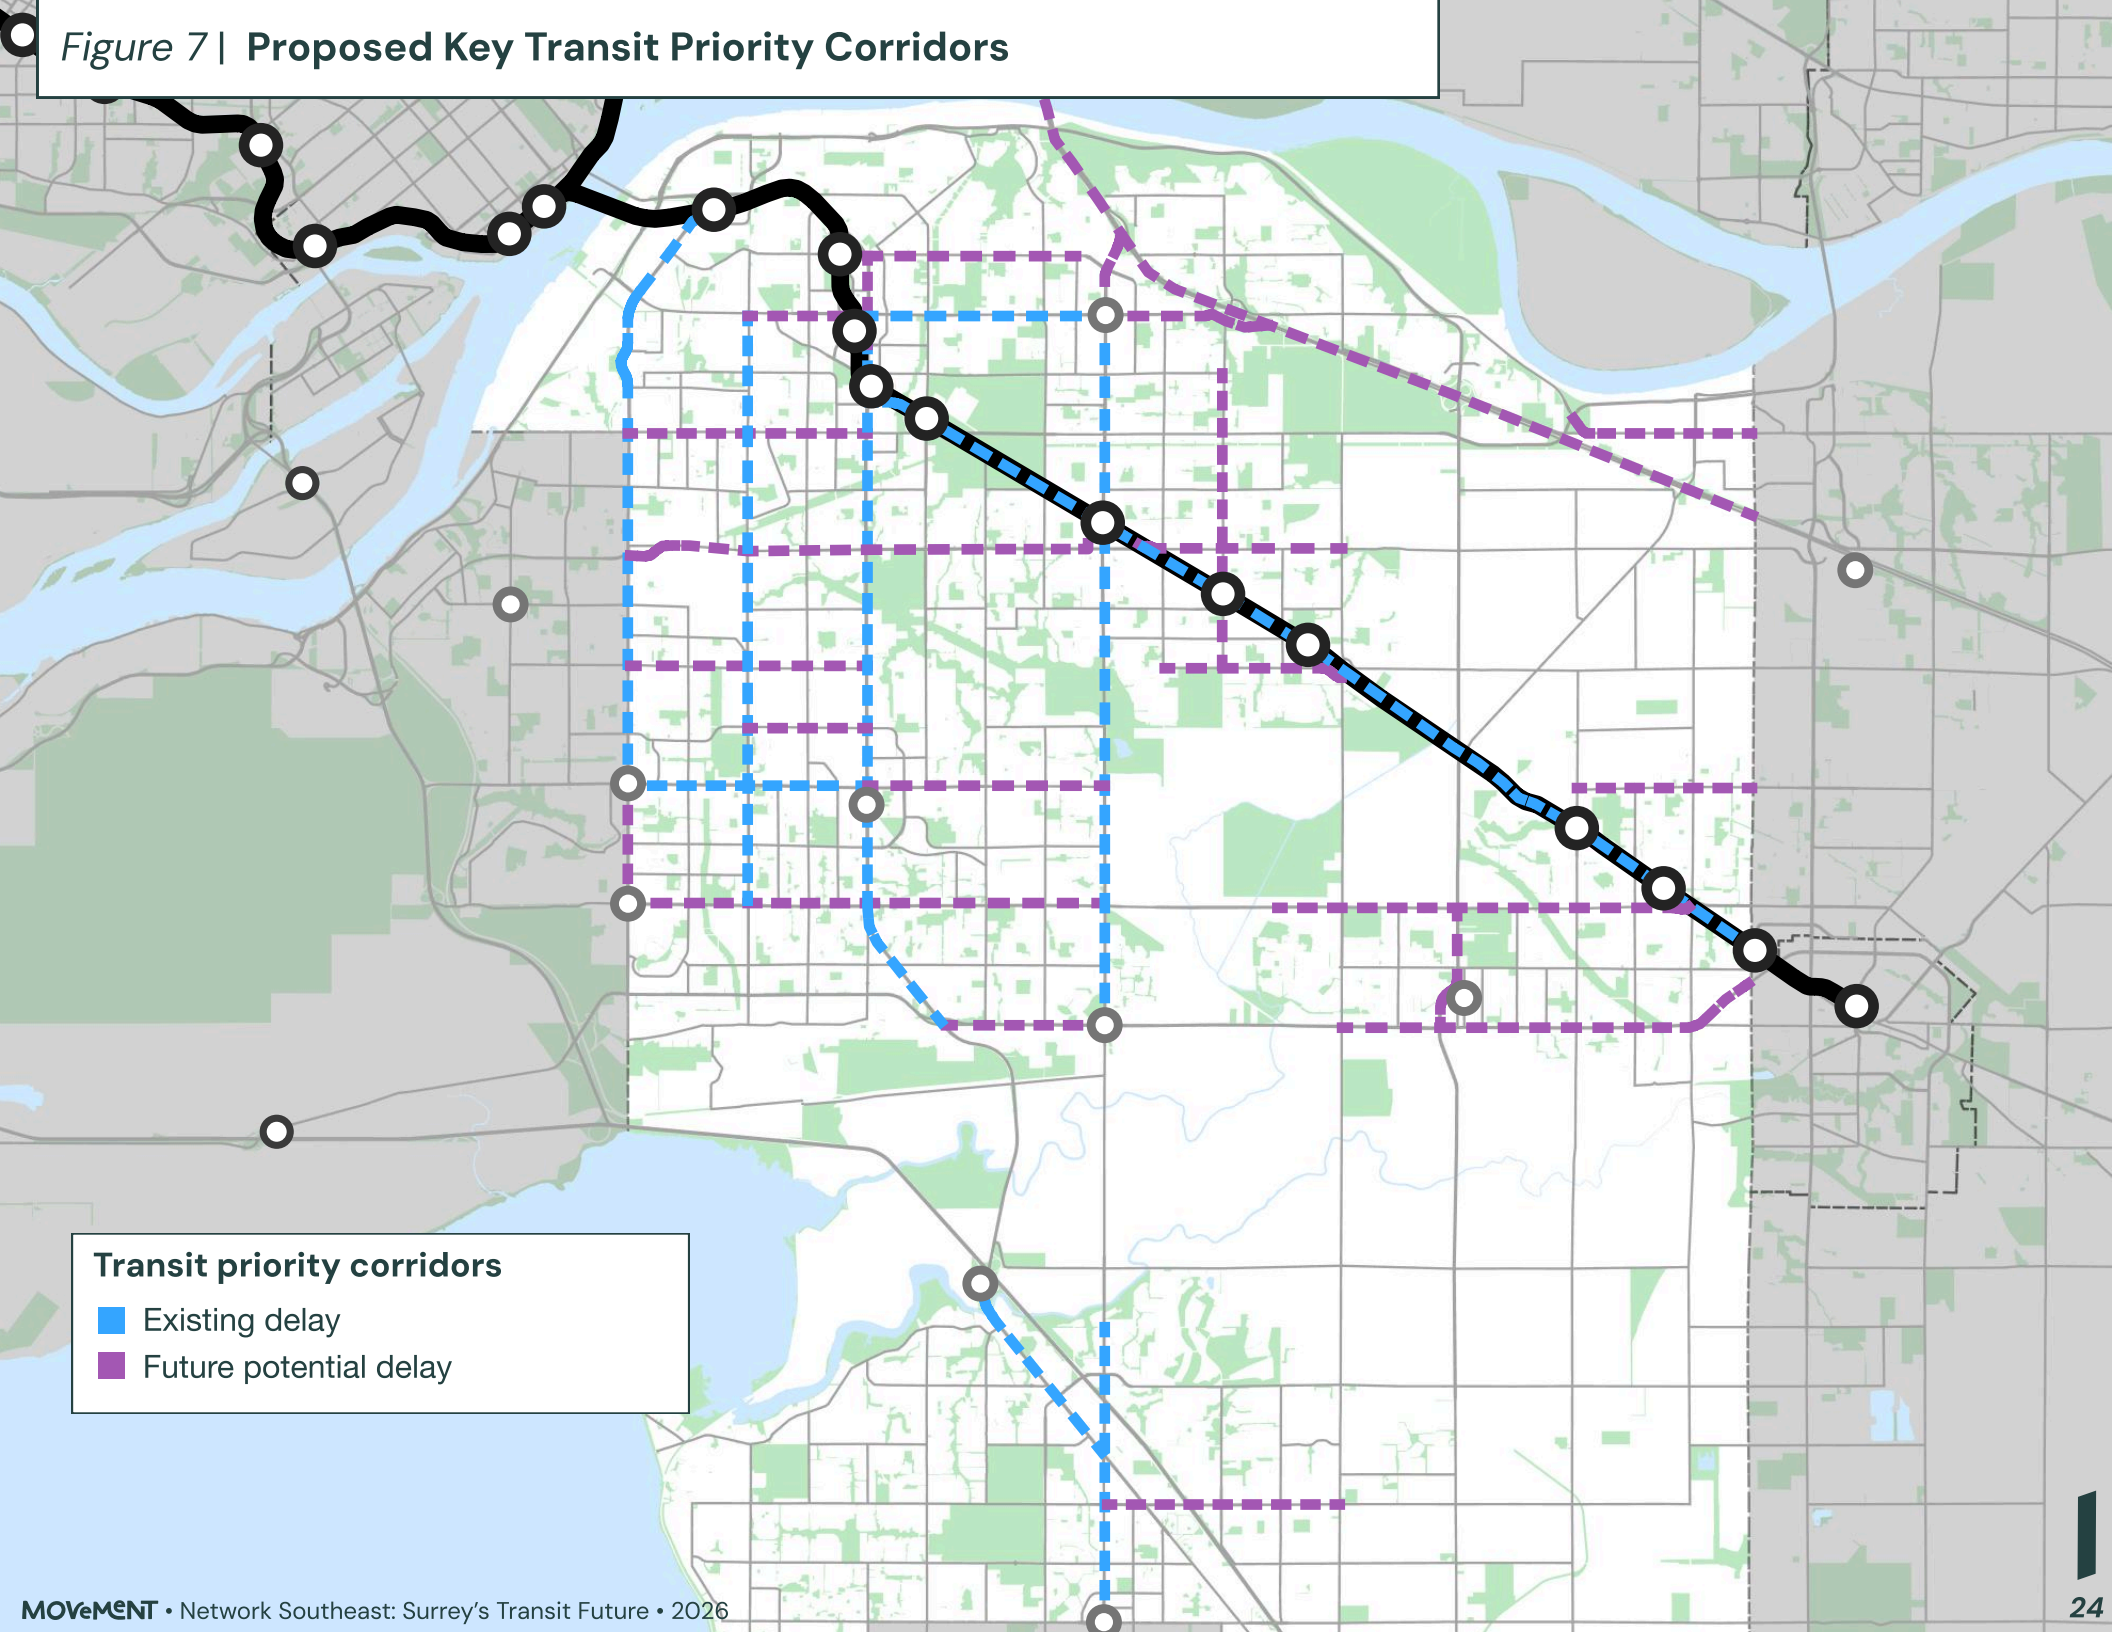 Figure 7 | Proposed Key Transit Priority Corridors
Transit priority corridors
Existing delay
Future potential delay
MOVeMeNT • Network Southeast: Surrey's Transit Future • 2026
24